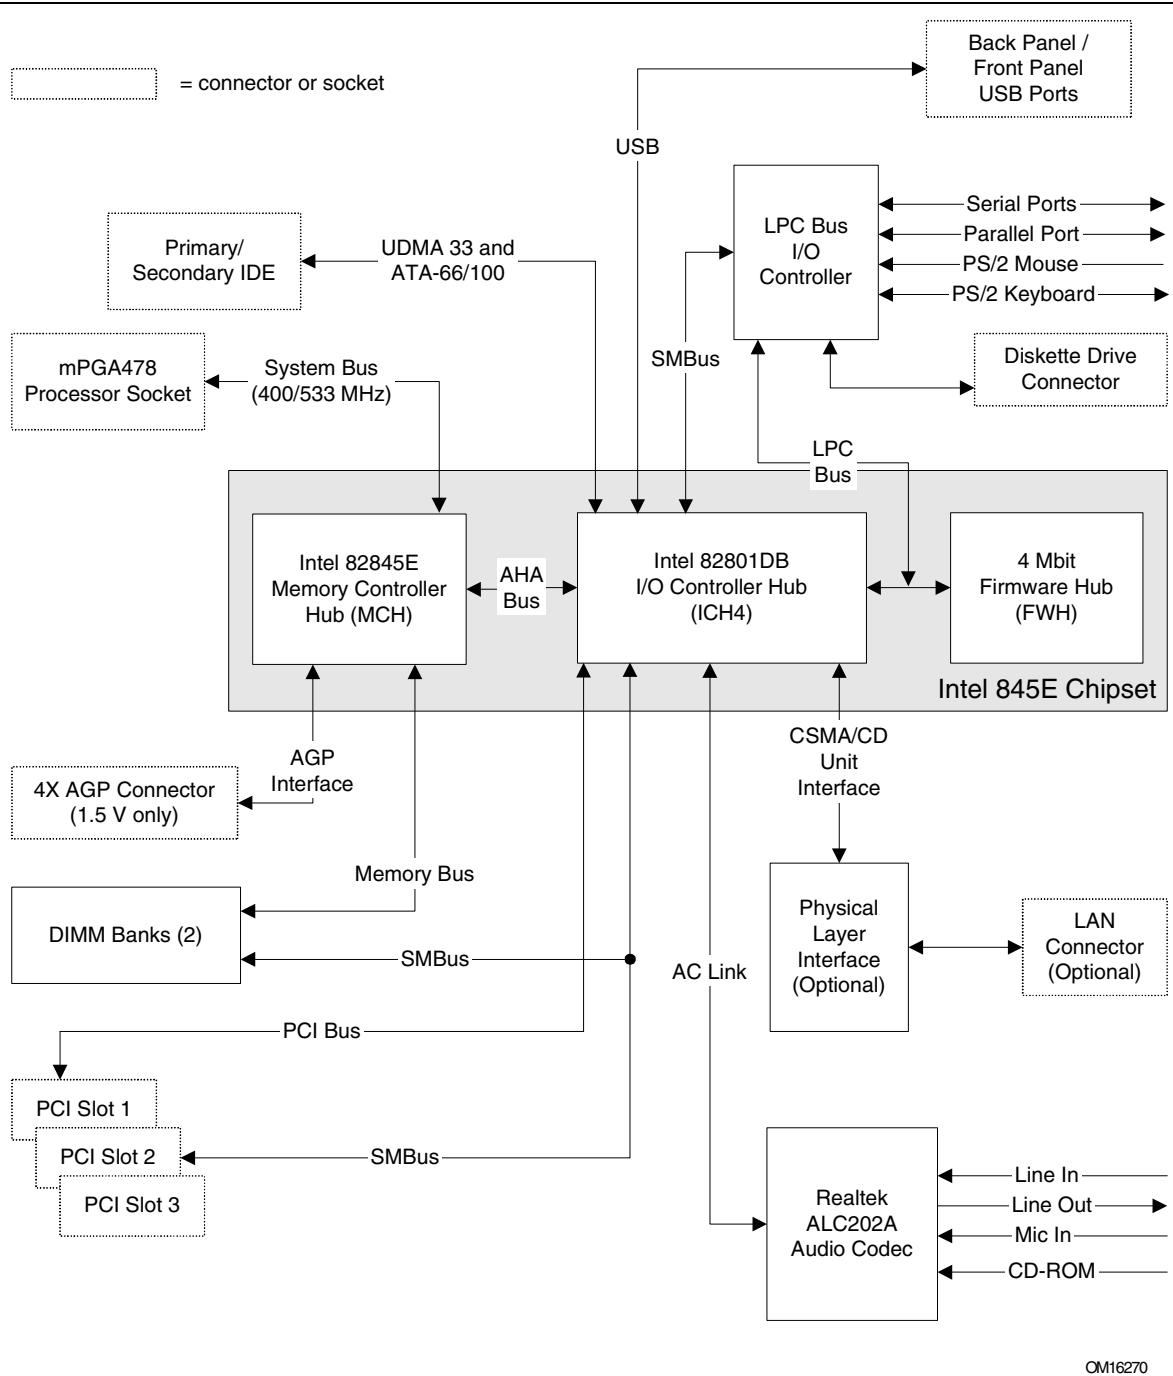 = connector or socket
Back Panel /
Front Panel
USB Ports
USB
LPC Bus
I/O
Controller
Serial Ports
Parallel Port
PS/2 Mouse
PS/2 Keyboard
Primary/
Secondary IDE
UDMA 33 and
ATA-66/100
mPGA478
Processor Socket
System Bus
(400/533 MHz)
SMBus
Diskette Drive
Connector
LPC
Bus
Intel 82845E
Memory Controller
Hub (MCH)
AHA
Bus
Intel 82801DB
I/O Controller Hub
(ICH4)
4 Mbit
Firmware Hub
(FWH)
Intel 845E Chipset
AGP
Interface
CSMA/CD
Unit
Interface
4X AGP Connector
(1.5 V only)
Memory Bus
DIMM Banks (2)
SMBus
AC Link
Physical
Layer
Interface
(Optional)
LAN
Connector
(Optional)
PCI Bus
PCI Slot 1
PCI Slot 2
PCI Slot 3
SMBus
Realtek
ALC202A
Audio Codec
Line In
Line Out
Mic In
CD-ROM
OM16270